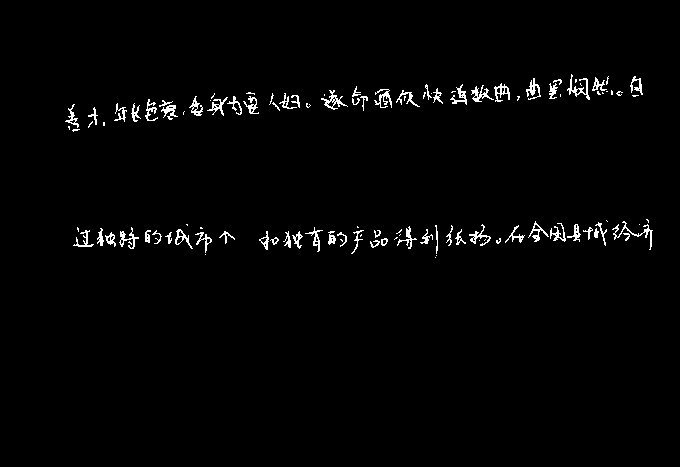 善才,年长色衰,委身为贾人妇。遂命酒使快弹数曲,曲罢悯然。自
过独特的城市个 和独有的产品得到张扬。在全国县域经济